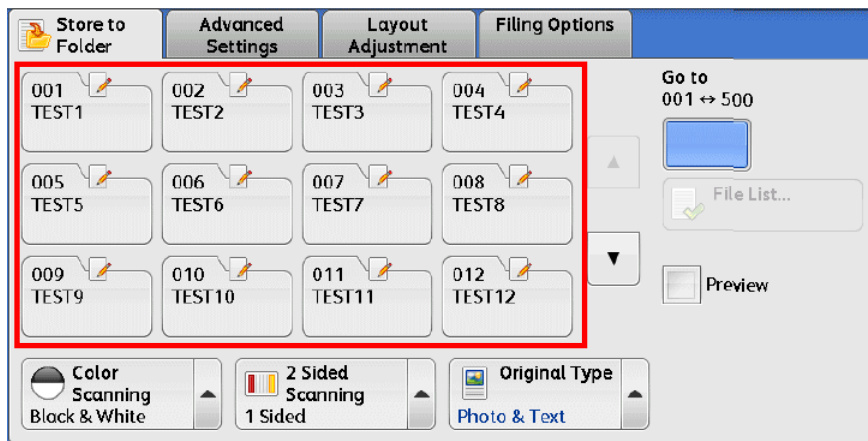 Store to
Folder
Advanced
Settings
Layout
Adjustment
Filing Options
001
TEST1
002
TEST2
003
TEST3
004
TEST4
Go to
001 ↔ 500
005
TEST5
006
TEST6
007
TEST7
008
TEST8
File List...
009
TEST9
010
TEST10
011
TEST11
012
TEST12
Preview
Color
Scanning
Black & White
2 Sided
Scanning
1 Sided
Original Type
Photo & Text